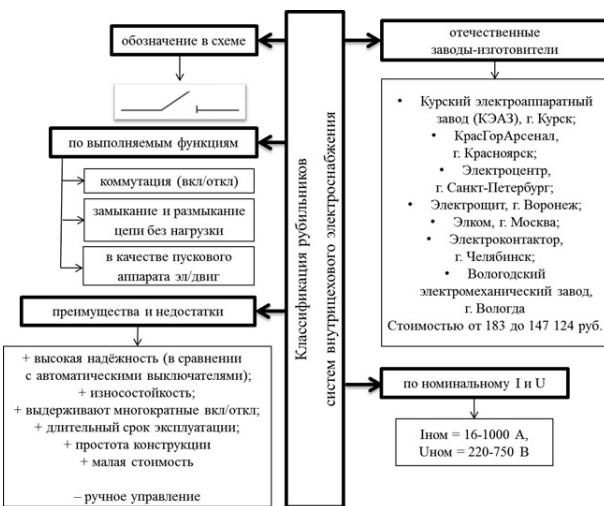 обозначение в схеме
по выполняемым функциям
коммутация (вкл/откл)
замыкание и размыкание
цепи без нагрузки
в качестве пускового
аппарата эл/двиг
преимущества и недостатки
+ высокая надёжность (в сравнении
с автоматическими выключателями);
+ износостойкость;
+ выдерживают многократные вкл/откл;
+ длительный срок эксплуатации;
+ простота конструкции
+ малая стоимость
– ручное управление
Классификация рубильников
систем внутрицехового электроснабжения
отечественные
заводы-изготовители
• Курский электроаппаратный
завод (КЭАЗ), г. Курск;
• КрасГорАрсенал,
г. Красноярск;
• Электроцентр,
г. Санкт-Петербург;
• Электрощит, г. Воронеж;
• Элком, г. Москва;
• Электроконтактор,
г. Челябинск;
• Вологодский
электромеханический завод,
г. Вологда
Стоимостью от 183 до 147 124 руб.
по номинальному I и U
Iном = 16-1000 А,
Uном = 220-750 В